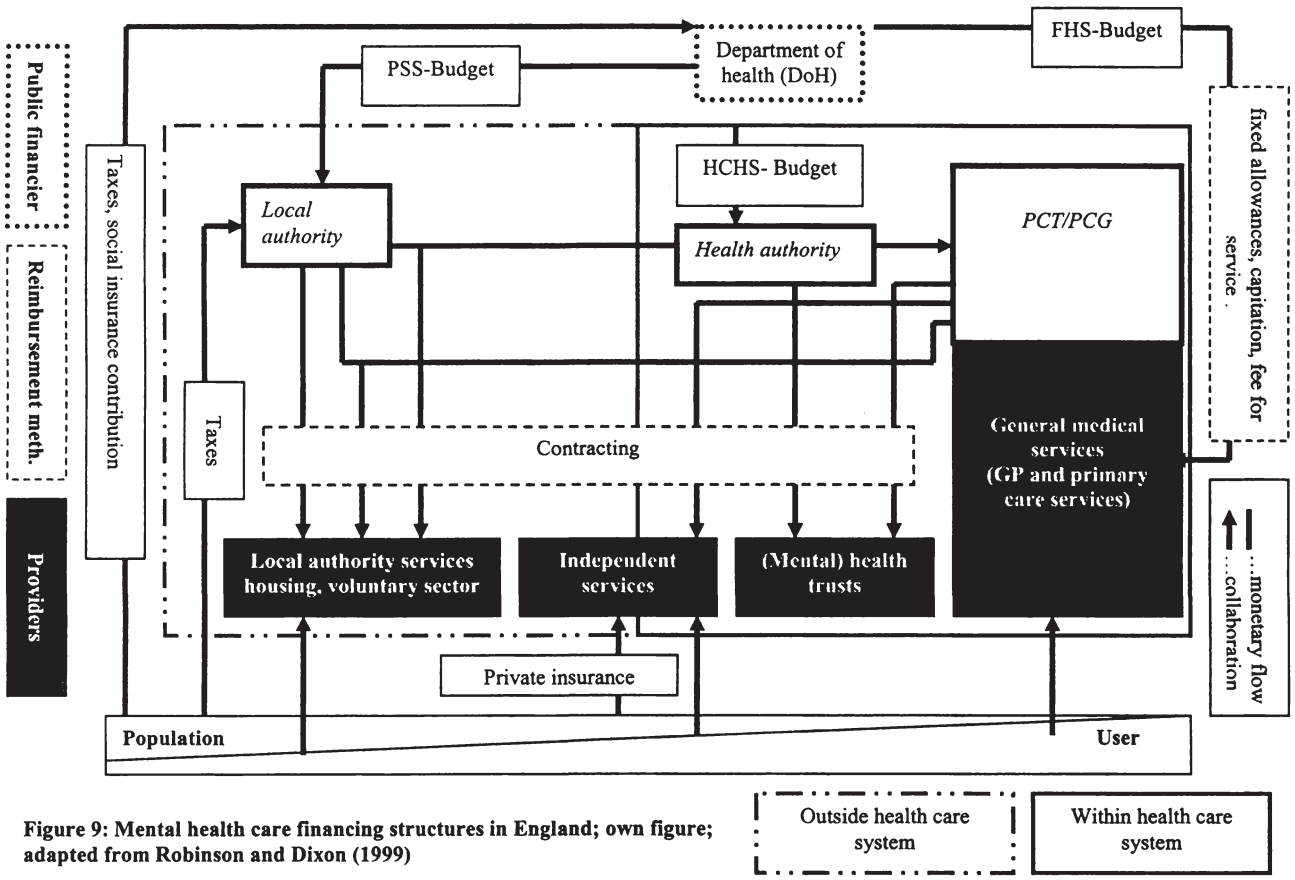 FHS-Budget
Department of
health (DoH)
PSS-Budget
Public financier
Reimbursement meth.
Providers
Taxes, social insurance contribution
Taxes
Local
authority
HCHS- Budget
Health authority
PCT/PCG
fixed allowances, capitation, fee for
service .
Contracting
General medical
services
(GP and primary
care services)
Local authority services
housing, voluntary sector
Independent
services
(Mental) health
trusts
...monetary flow
...collaboration
Private insurance
Population
User
Outside health care
system
Within health care
system
Figure 9: Mental health care financing structures in England; own figure;
adapted from Robinson and Dixon (1999)